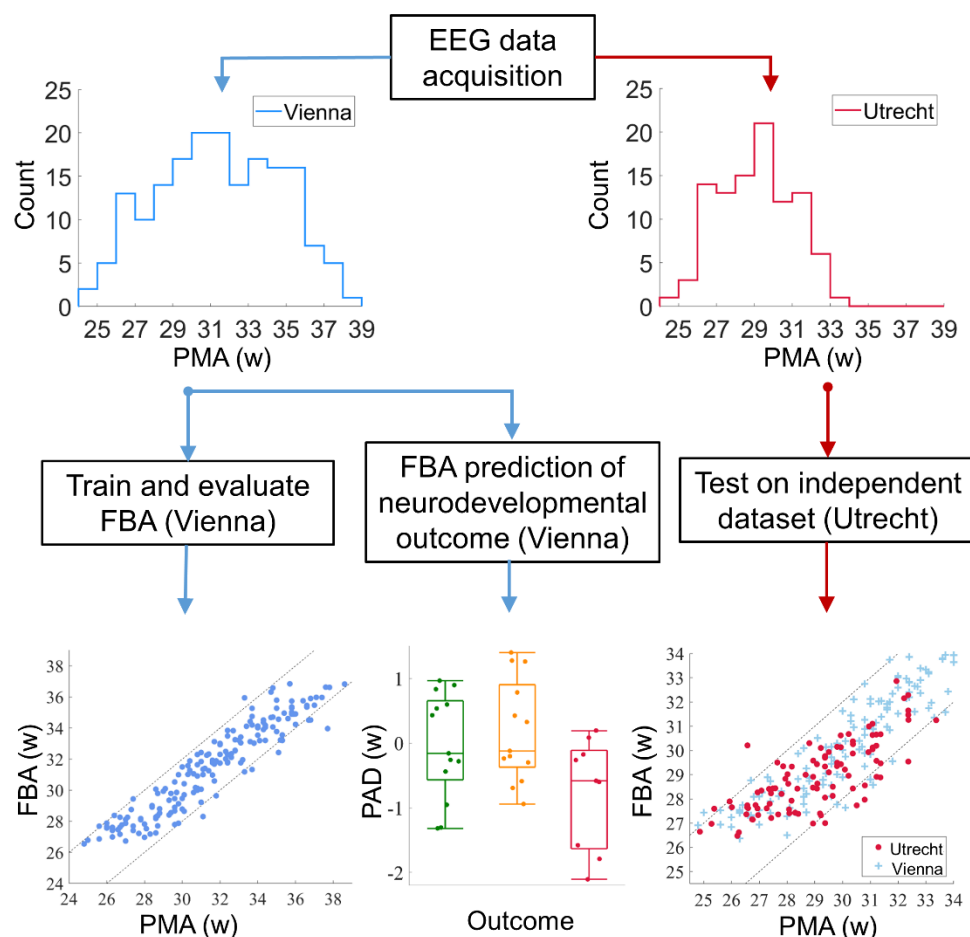 EEG data
acquisition
25
20
15
10
5
0
Count
Vienna
25 27 29 31 33 35 37 39
PMA (w)
25
20
15
10
5
0
Count
Utrecht
25 27 29 31 33 35 37 39
PMA (w)
Train and evaluate
FBA (Vienna)
FBA prediction of
neurodevelopmental
outcome (Vienna)
Test on independent
dataset (Utrecht)
38
36
34
32
30
28
26
24
FBA (w)
24 26 28 30 32 34 36 38
PMA (w)
1
0
-1
-2
PAD (w)
Outcome
34
33
32
31
30
29
28
27
26
25
FBA (w)
Utrecht
Vienna
25 26 27 28 29 30 31 32 33 34
PMA (w)